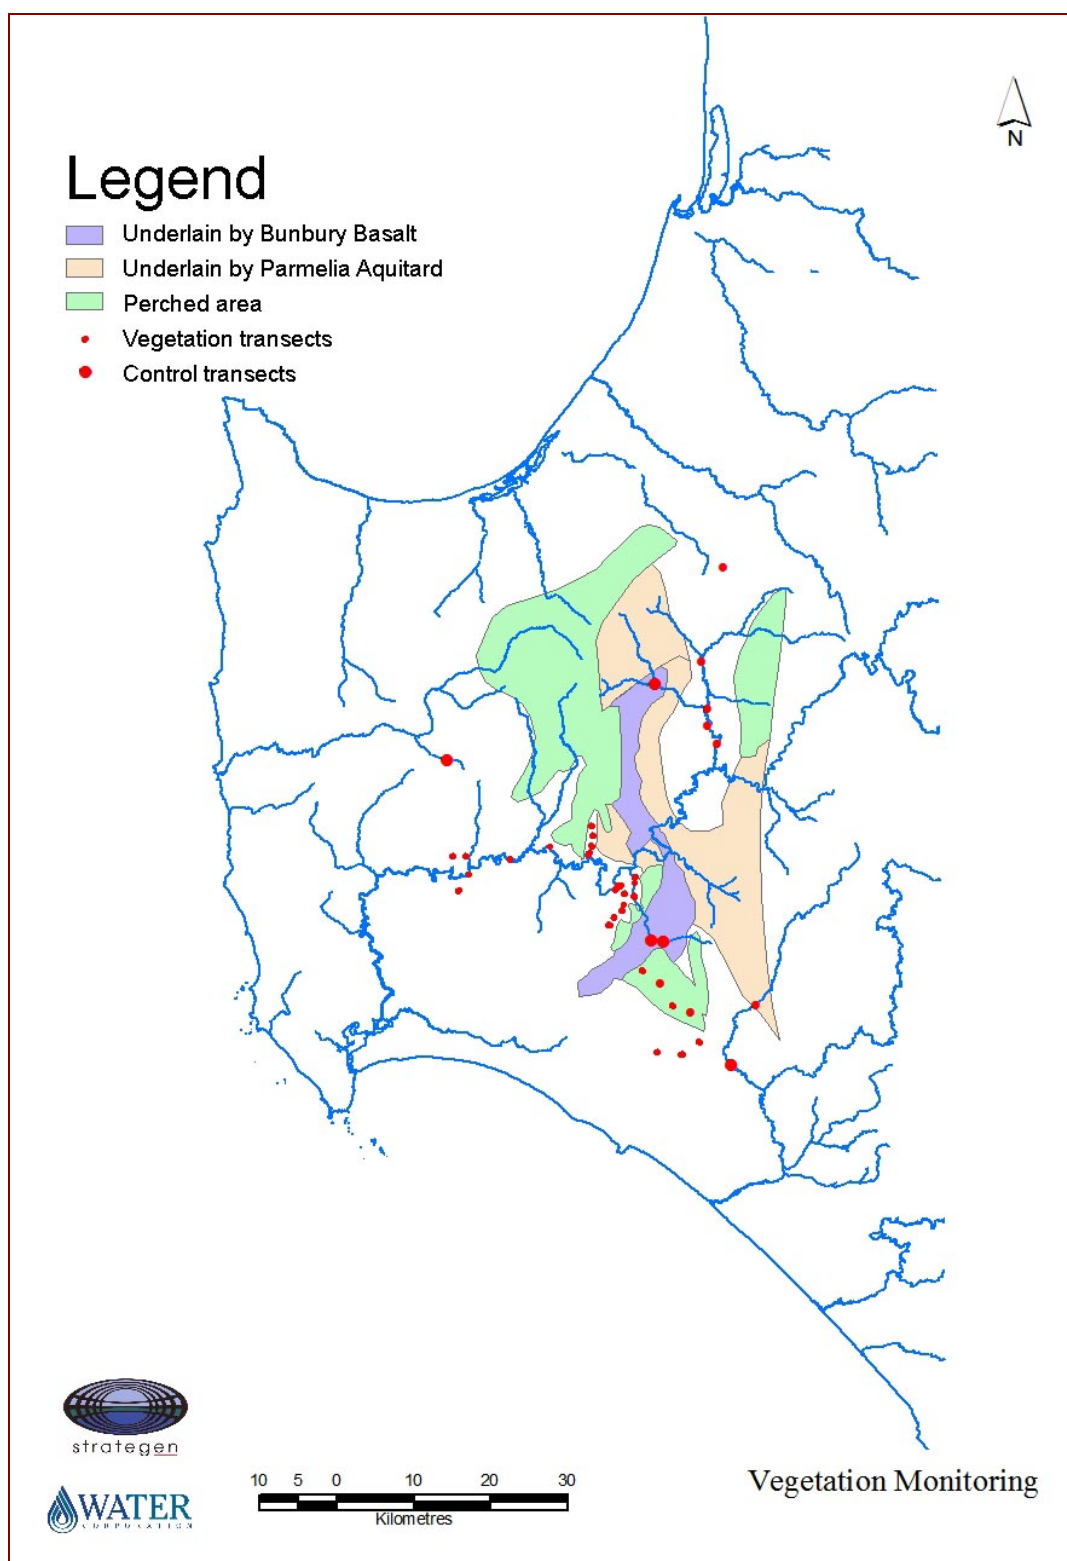 N
Legend
Underlain by Bunbury Basalt
Underlain by Parmelia Aquitard
Perched area
Vegetation transects
Control transects
strategen
WATER
CORPORATION
10 5 0 10 20 30
Kilometres
Vegetation Monitoring